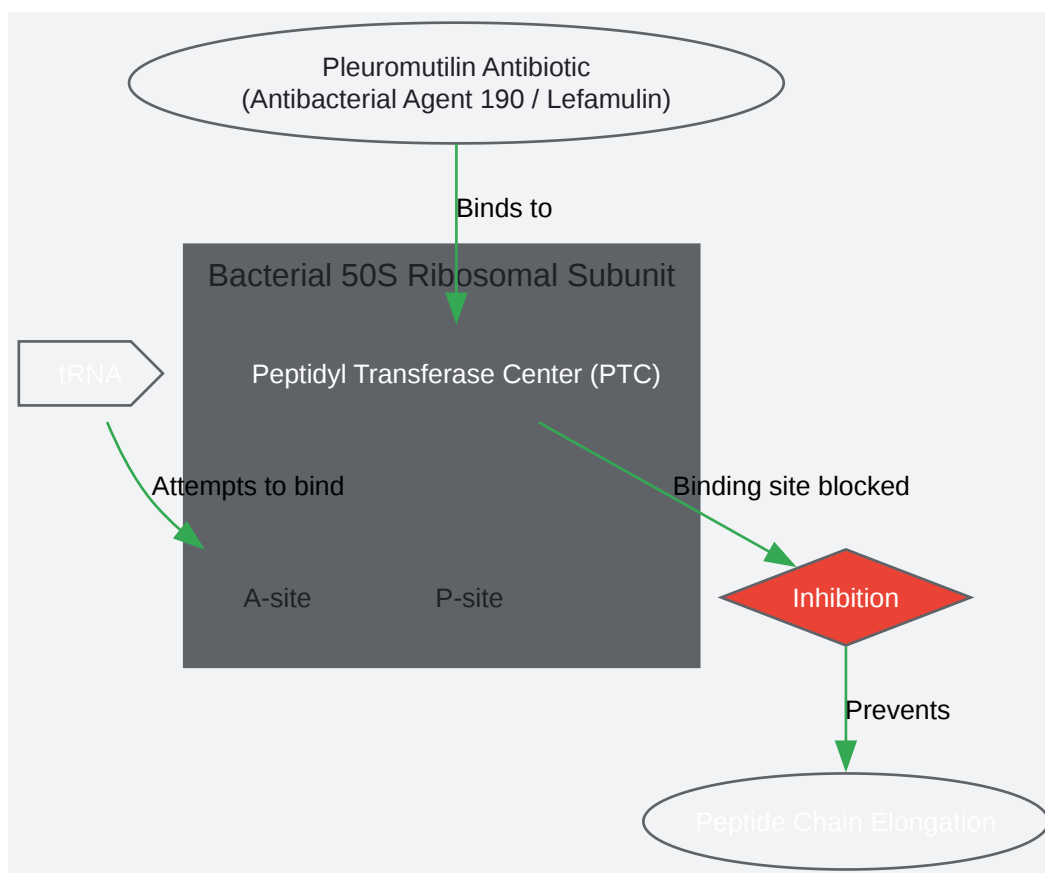 Pleuromutilin Antibiotic
(Antibacterial Agent 190 / Lefamulin)
Binds to
Bacterial 50S Ribosomal Subunit
tRNA
Peptidyl Transferase Center (PTC)
Attempts to bind
Binding site blocked
A-site
P-site
Inhibition
Prevents
Peptide Chain Elongation